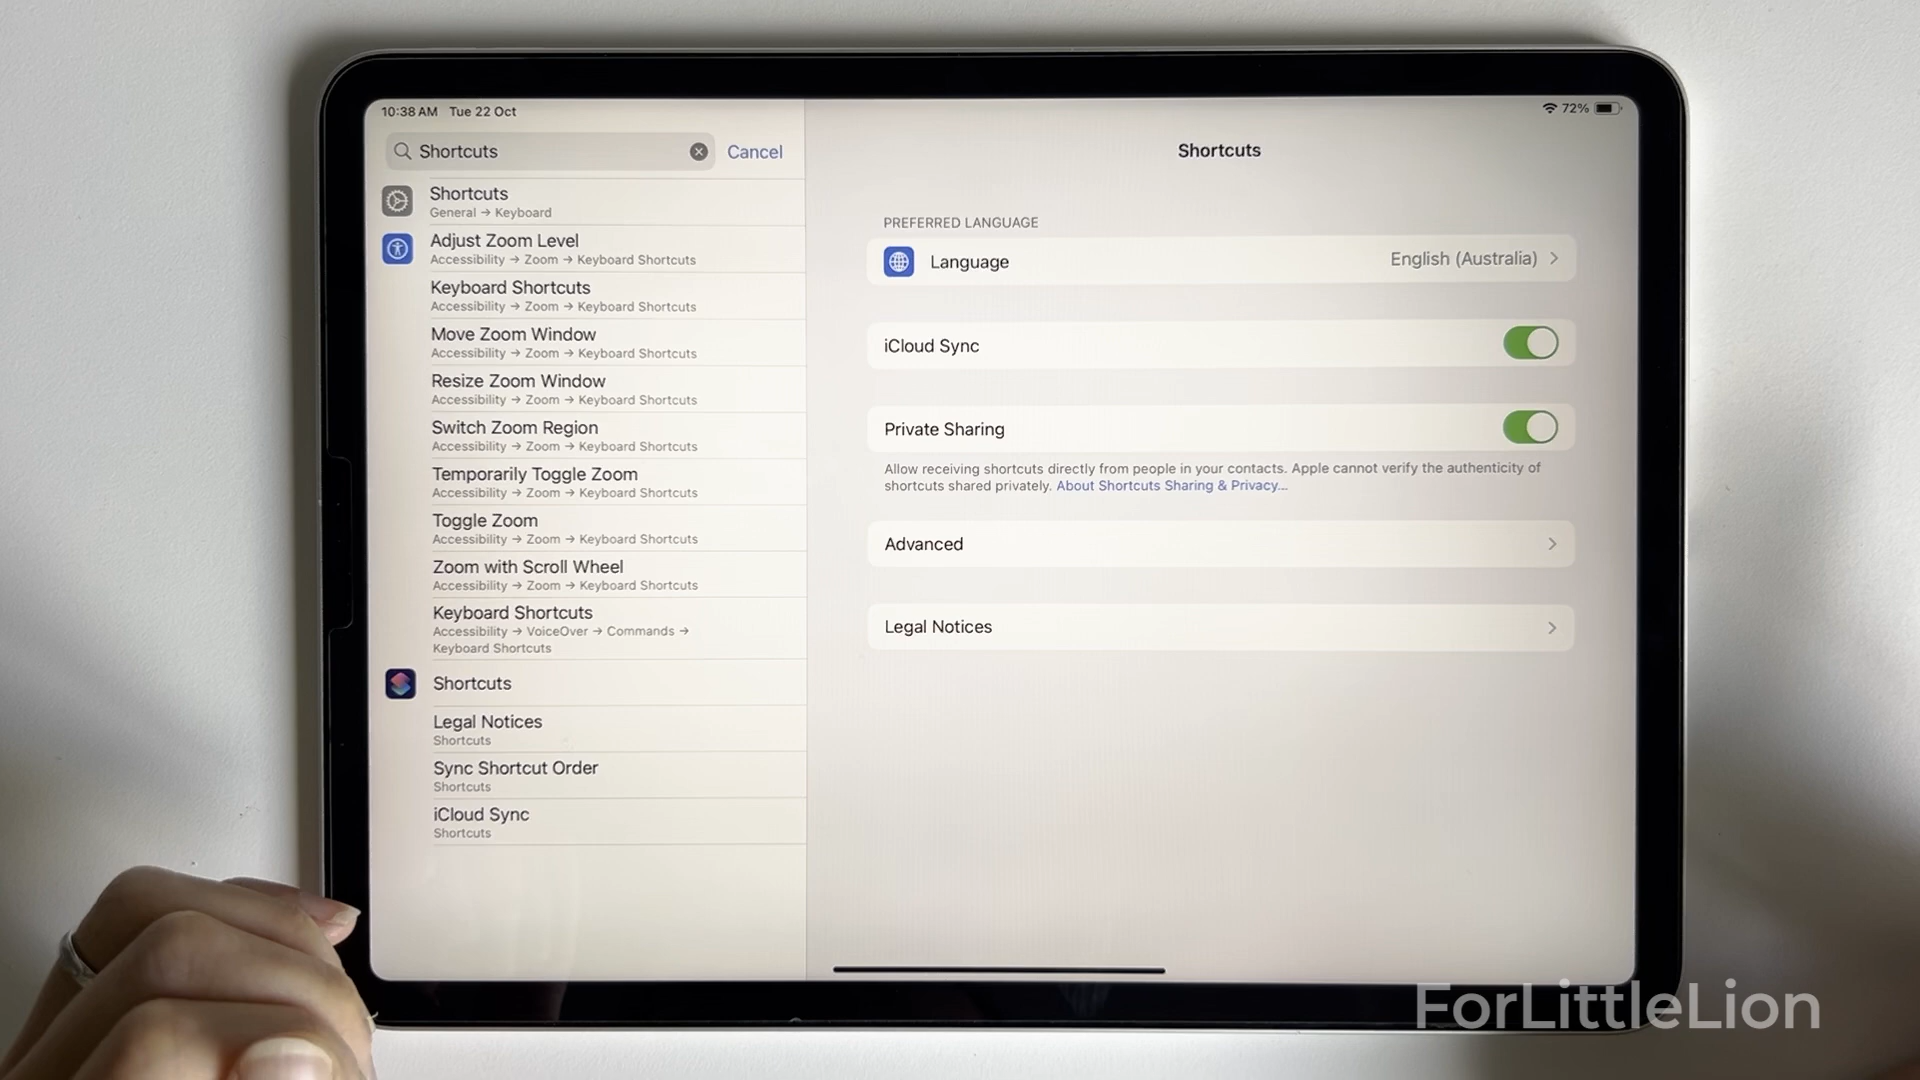 10:38 AM Tue 22 Oct
72%
Shortcuts
Cancel
Shortcuts
General → Keyboard
Adjust Zoom Level
Accessibility → Zoom → Keyboard Shortcuts
Keyboard Shortcuts
Accessibility → Zoom → Keyboard Shortcuts
Move Zoom Window
Accessibility → Zoom → Keyboard Shortcuts
Resize Zoom Window
Accessibility → Zoom → Keyboard Shortcuts
Switch Zoom Region
Accessibility → Zoom → Keyboard Shortcuts
Temporarily Toggle Zoom
Accessibility → Zoom → Keyboard Shortcuts
Toggle Zoom
Accessibility → Zoom → Keyboard Shortcuts
Zoom with Scroll Wheel
Accessibility → Zoom → Keyboard Shortcuts
Keyboard Shortcuts
Accessibility → VoiceOver → Commands →
Keyboard Shortcuts
Shortcuts
Legal Notices
Shortcuts
Sync Shortcut Order
Shortcuts
iCloud Sync
Shortcuts
Shortcuts
PREFERRED LANGUAGE
Language English (Australia)
iCloud Sync
Private Sharing
Allow receiving shortcuts directly from people in your contacts. Apple cannot verify the authenticity of
shortcuts shared privately. About Shortcuts Sharing & Privacy...
Advanced
Legal Notices
ForLittleLion